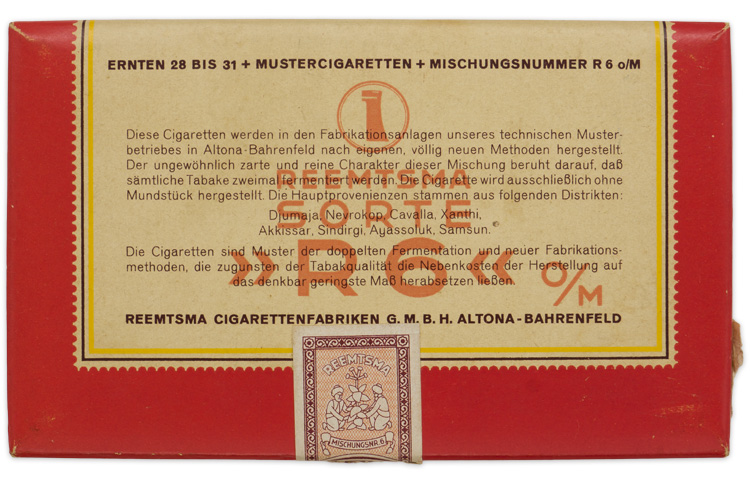 ERNTEN 28 BIS 31 + MUSTERCIGARETTEN + MISCHUNGSNUMMER R 6 o/M
Diese Cigaretten werden in den Fabrikationsanlagen unseres technischen Muster-
betriebes in Altona-Bahrenfeld nach eigenen, völlig neuen Methoden hergestellt.
Der ungewöhnlich zarte und reine Charakter dieser Mischung beruht darauf, daß
sämtliche Tabake zweimal fermentiert werden. Die Cigarette wird ausschließlich ohne
Mundstück hergestellt. Die Hauptprovenienzen stammen aus folgenden Distrikten:
Djumaja, Nevrokop, Cavalla, Xanthi,
Akkissar, Sindirgi, Ayassoluk, Samsun.
Die Cigaretten sind Muster der doppelten Fermentation und neuer Fabrikations-
methoden, die zugunsten der Tabakqualität die Nebenkosten der Herstellung auf
das denkbar geringste Maß herabsetzen ließen.
REEMTSMA
SORTE
»R6« o/M
REEMTSMA CIGARETTENFABRIKEN G. M. B. H. ALTONA-BAHRENFELD
REEMTSMA
MISCHUNGSNR. 6